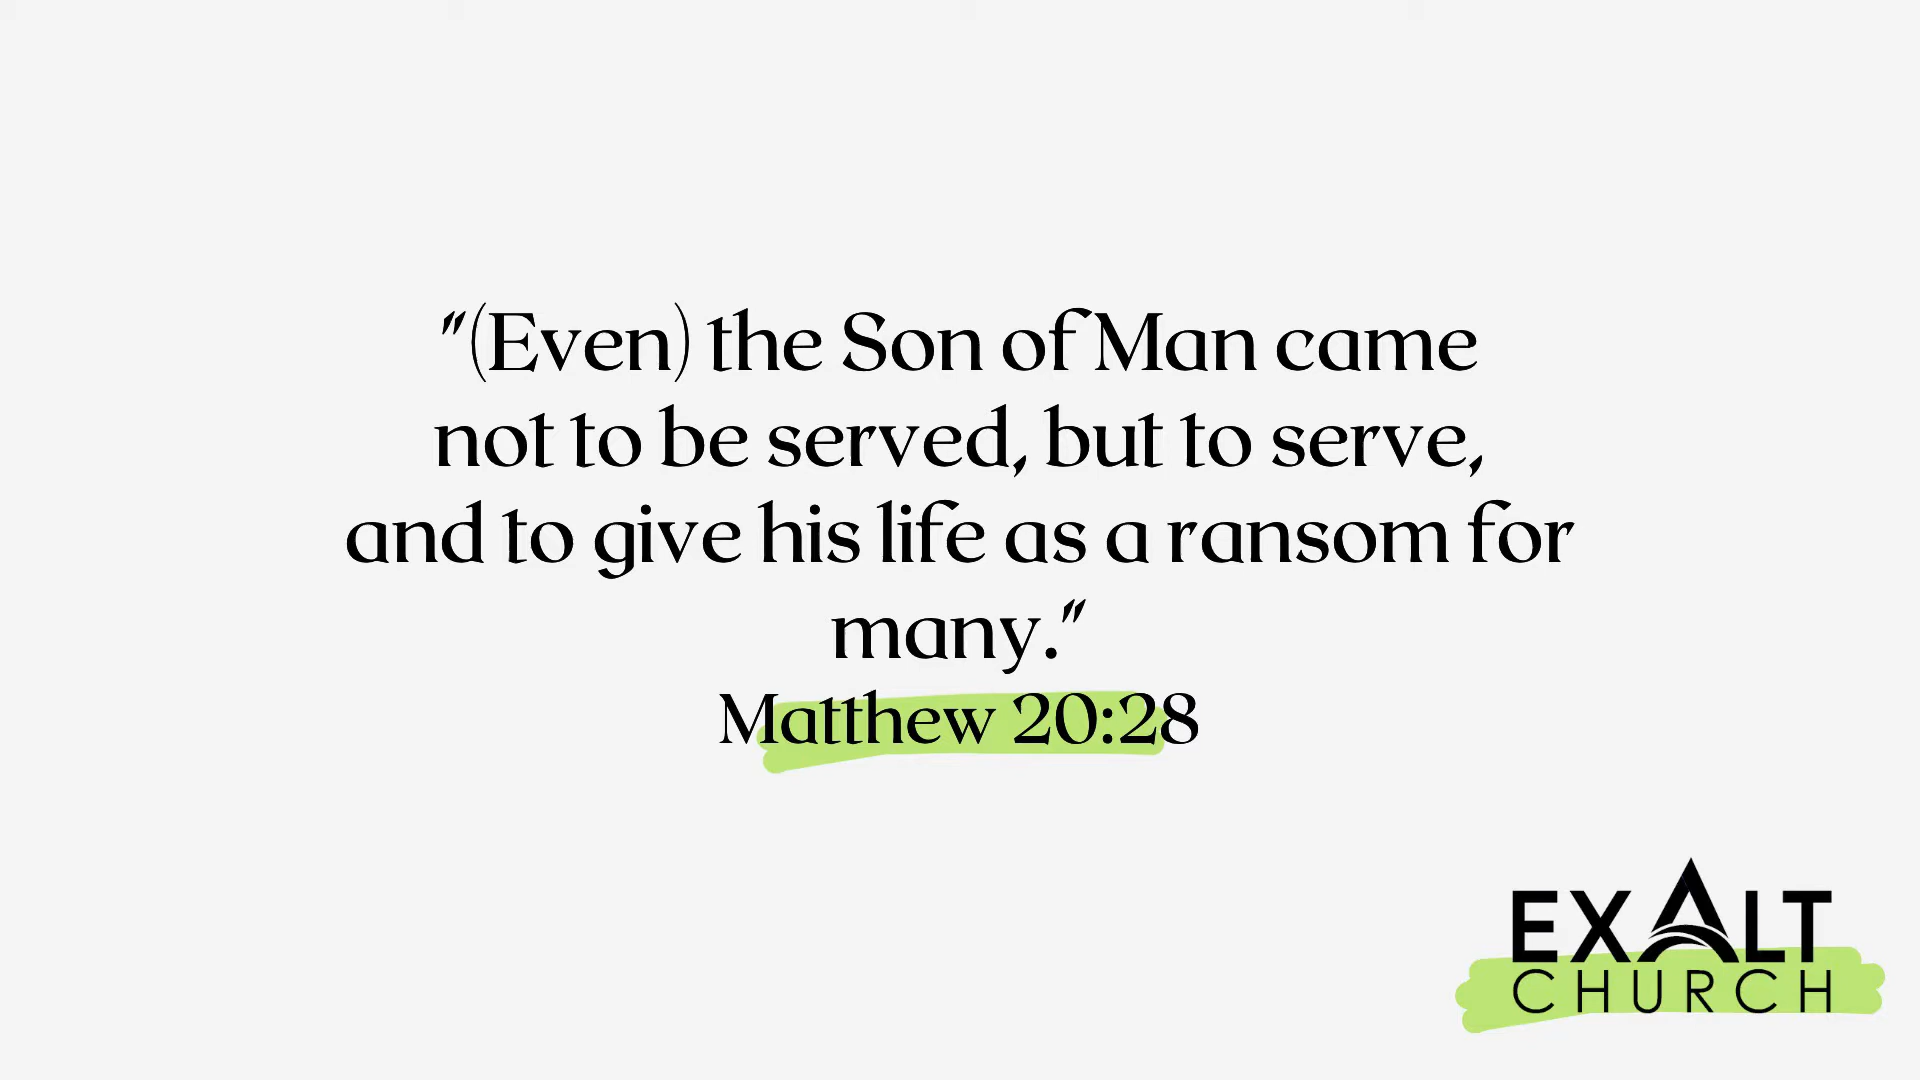 "(Even) the Son of Man came
not to be served, but to serve,
and to give his life as a ransom for
many."
Matthew 20:28
EXALT
CHURCH